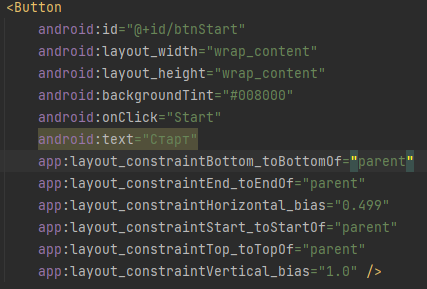 <Button
android:id="@+id/btnStart"
android:layout_width="wrap_content"
android:layout_height="wrap_content"
android:backgroundTint="#008000"
android:onClick="Start"
android:text="Старт"
app:layout_constraintBottom_toBottomOf="parent"
app:layout_constraintEnd_toEndOf="parent"
app:layout_constraintHorizontal_bias="0.499"
app:layout_constraintStart_toStartOf="parent"
app:layout_constraintTop_toTopOf="parent"
app:layout_constraintVertical_bias="1.0" />